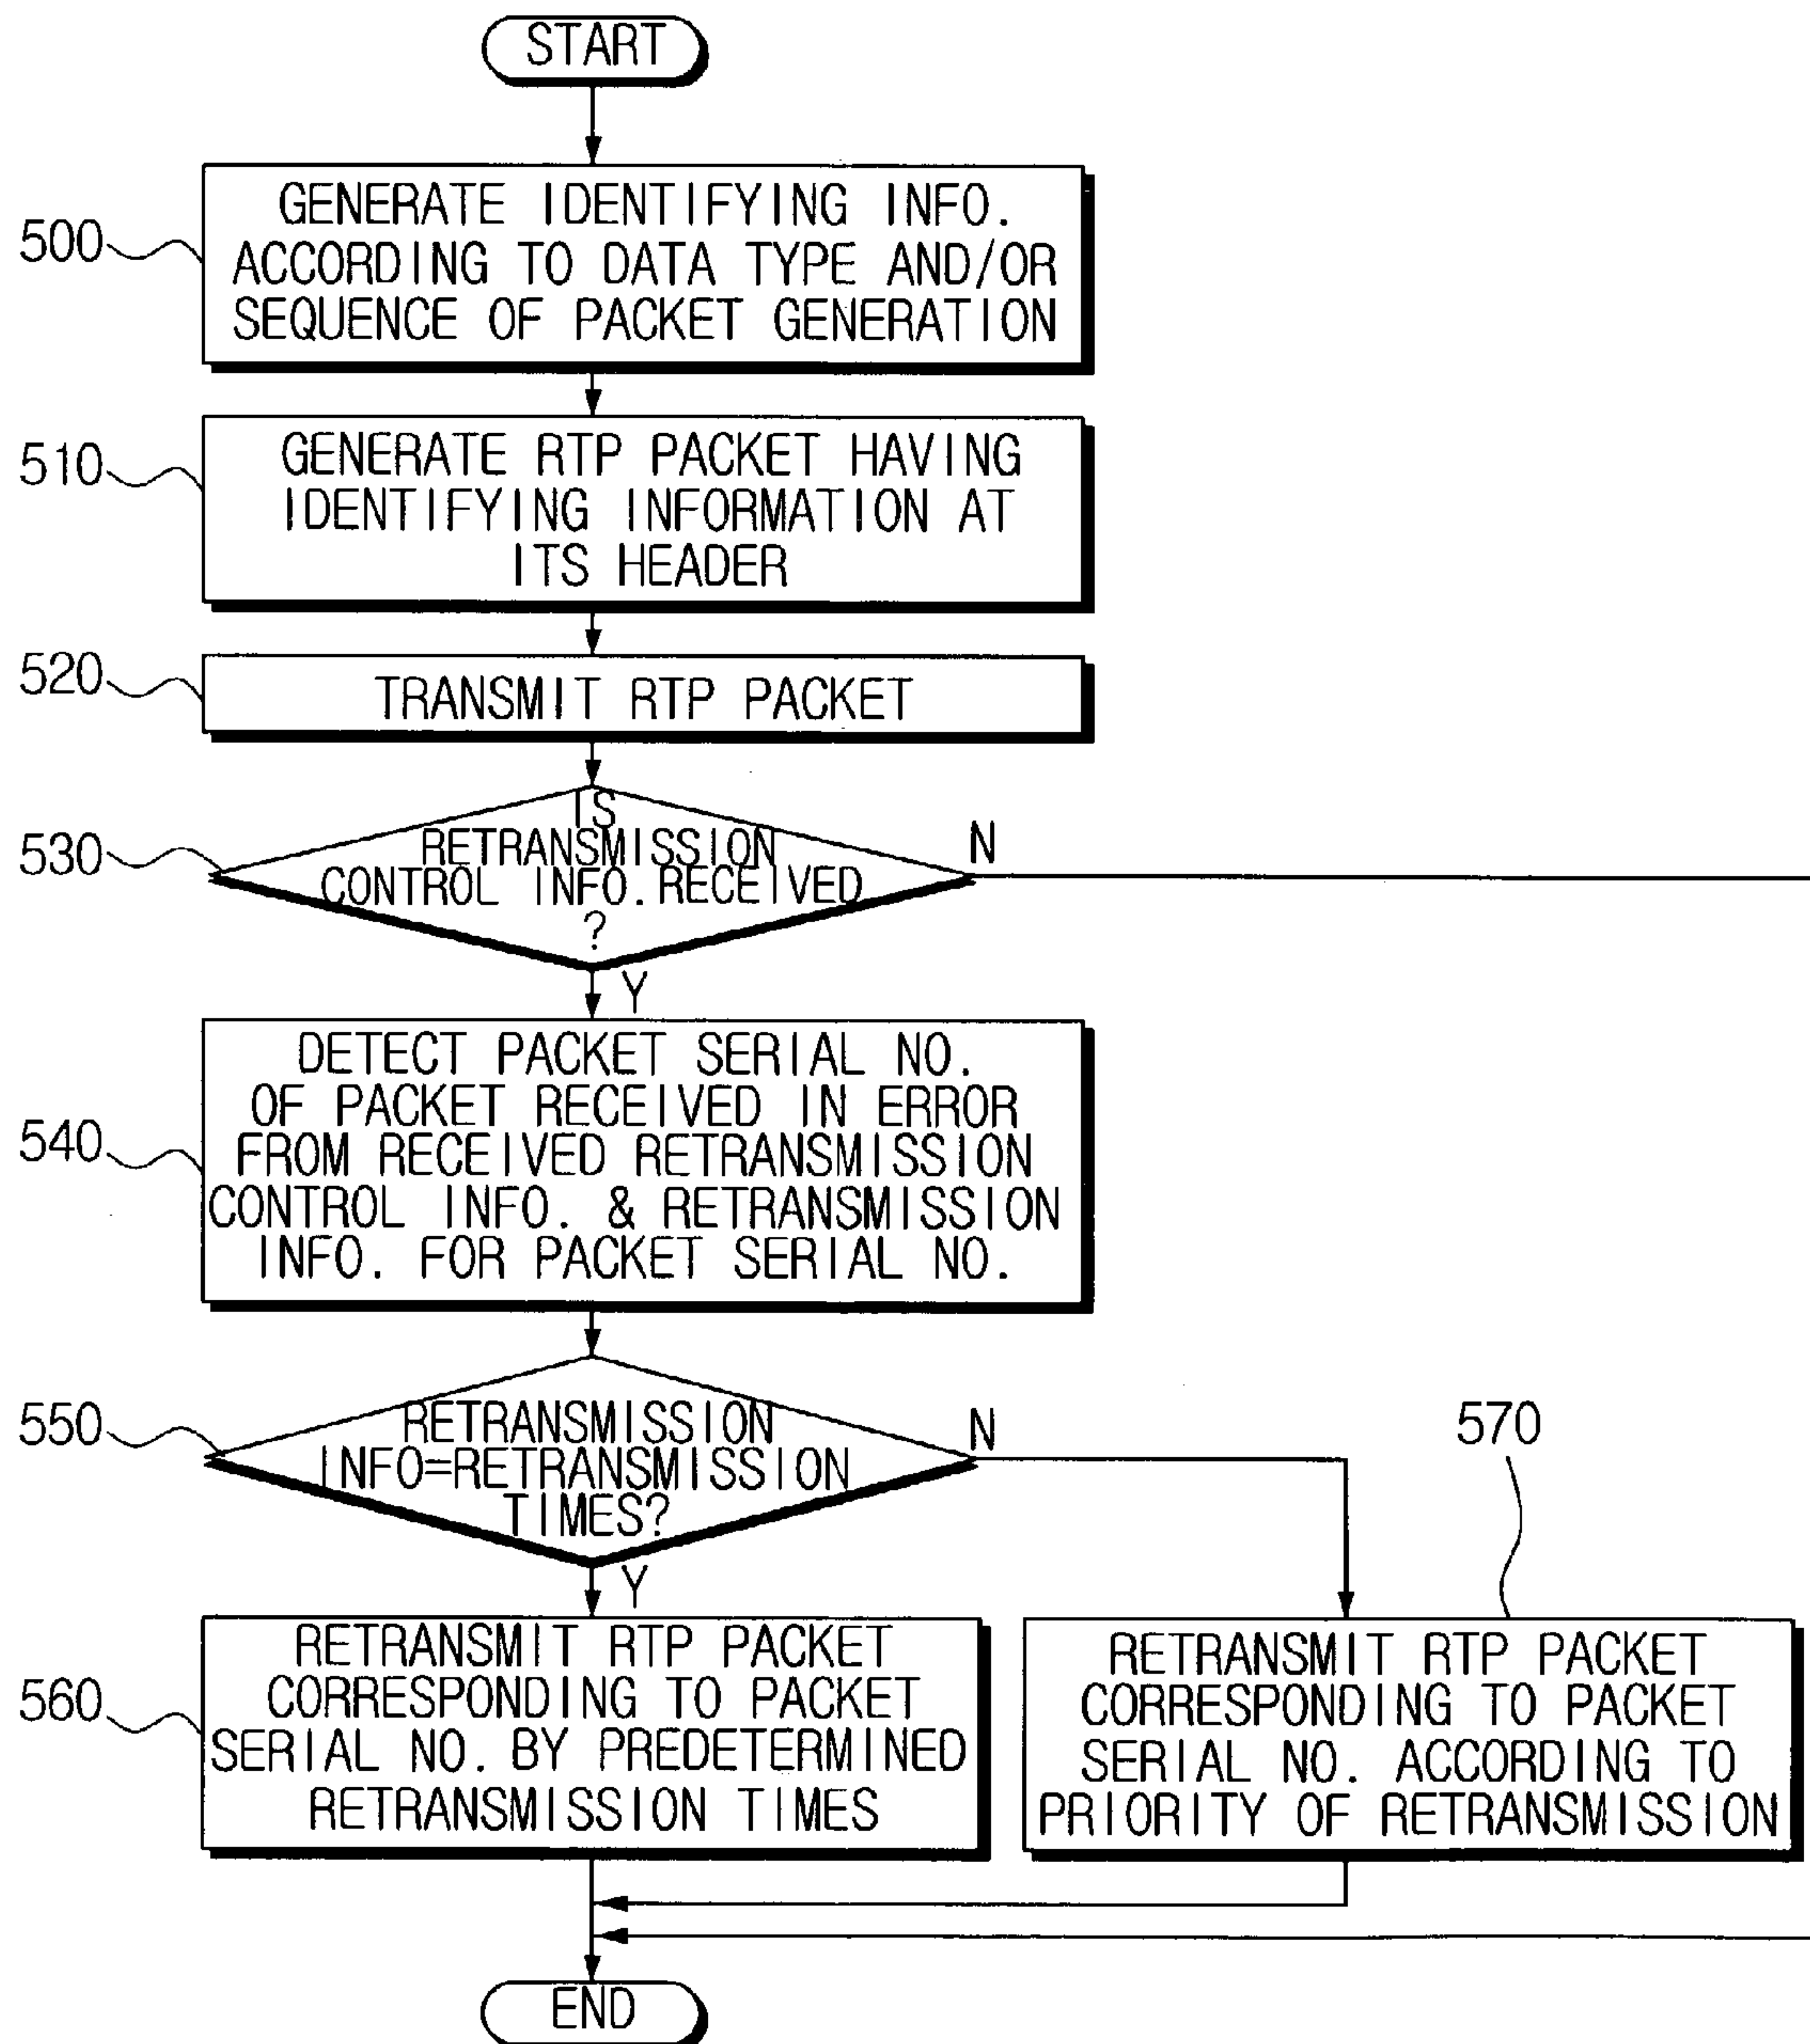 START
500
GENERATE IDENTIFYING INFO.
ACCORDING TO DATA TYPE AND/OR
SEQUENCE OF PACKET GENERATION
510
GENERATE RTP PACKET HAVING
IDENTIFYING INFORMATION AT
ITS HEADER
520
TRANSMIT RTP PACKET
530
IS
RETRANSMISSION
CONTROL INFO. RECEIVED
?
N
Y
540
DETECT PACKET SERIAL NO.
OF PACKET RECEIVED IN ERROR
FROM RECEIVED RETRANSMISSION
CONTROL INFO. & RETRANSMISSION
INFO. FOR PACKET SERIAL NO.
550
RETRANSMISSION
INFO=RETRANSMISSION
TIMES?
N
Y
560
RETRANSMIT RTP PACKET
CORRESPONDING TO PACKET
SERIAL NO. BY PREDETERMINED
RETRANSMISSION TIMES
570
RETRANSMIT RTP PACKET
CORRESPONDING TO PACKET
SERIAL NO. ACCORDING TO
PRIORITY OF RETRANSMISSION
END